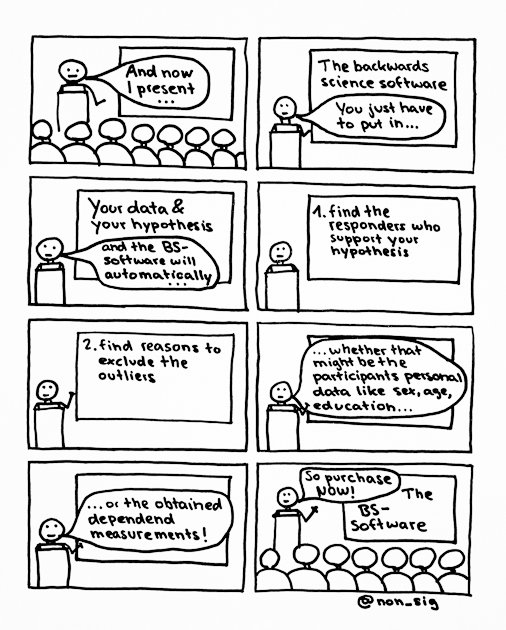 And now
I present
...
The backwards
science software
You just have
to put in...
Your data &
your hypothesis
and the BS-
software will
automatically
...
1. find the
responders who
support your
hypothesis
2. find reasons to
exclude the
outliers
...whether that
might be the
participants personal
data like sex, age,
education...
...or the obtained
dependend
measurements!
So purchase
NOW!
The
BS-
Software
@non_sig